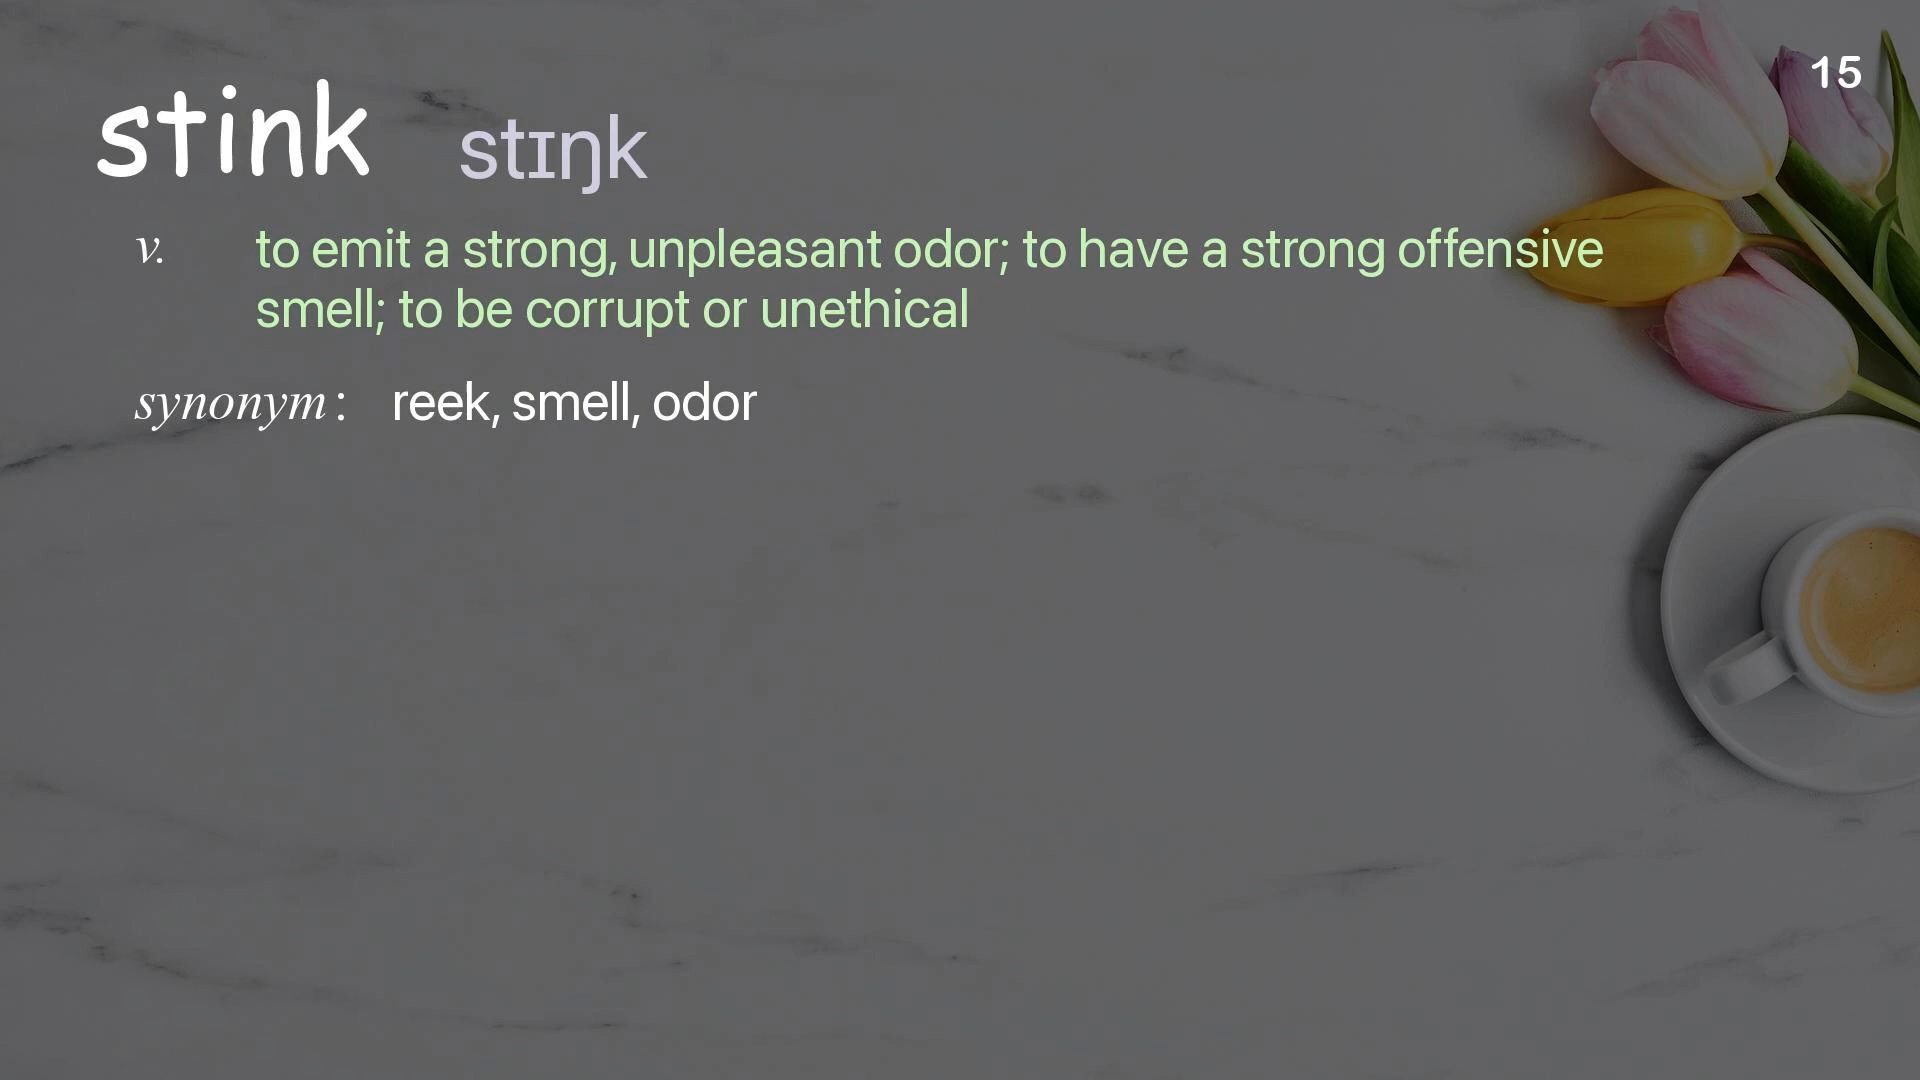 15
stink stɪŋk
v. to emit a strong, unpleasant odor; to have a strong offensive
smell; to be corrupt or unethical
synonym : reek, smell, odor